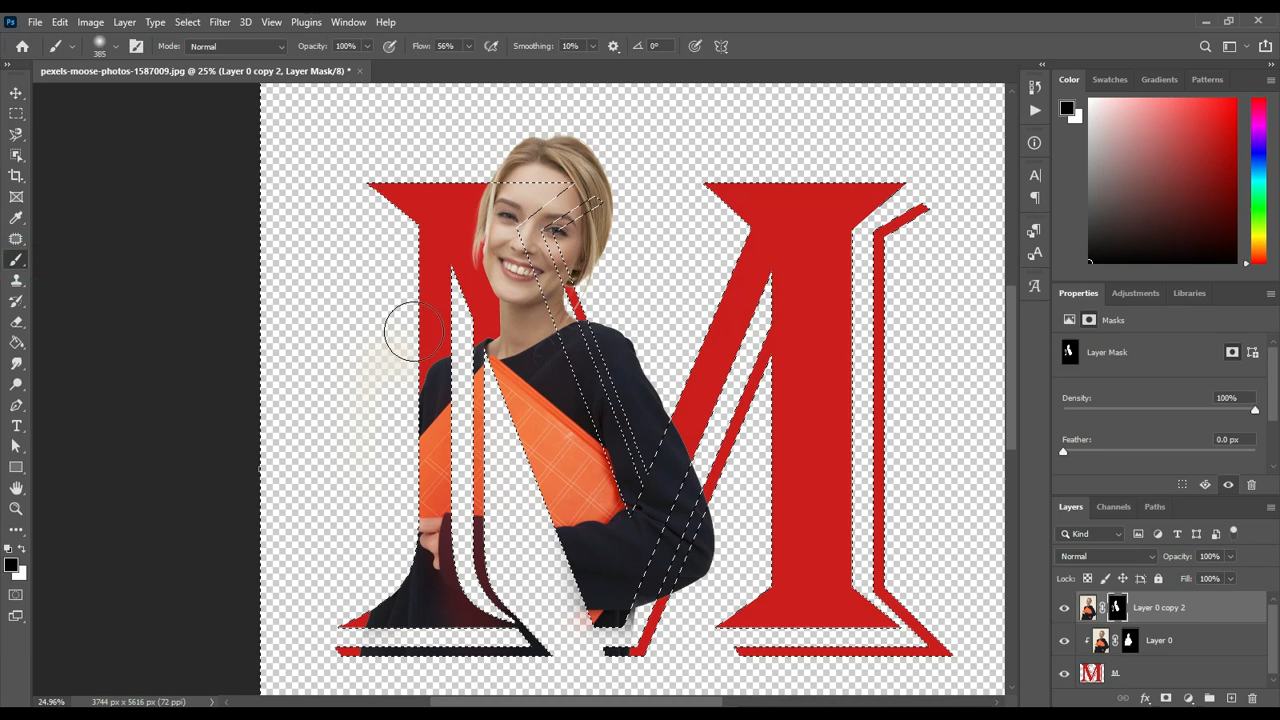 Ps File Edit Image Layer Type Select Filter 3D View Plugins Window Help
385 Mode: Normal Opacity: 100% Flow: 56% Smoothing: 10% 0°
pexels-moose-photos-1587009.jpg @ 25% (Layer 0 copy 2, Layer Mask/8) *
Color Swatches Gradients Patterns
Properties Adjustments Libraries
Masks
Layer Mask
Density: 100%
Feather: 0.0 px
Layers Channels Paths
Kind
Normal Opacity: 100%
Lock: Fill: 100%
Layer 0 copy 2
Layer 0
M
M
24.96% 3744 px x 5616 px (72 ppi)